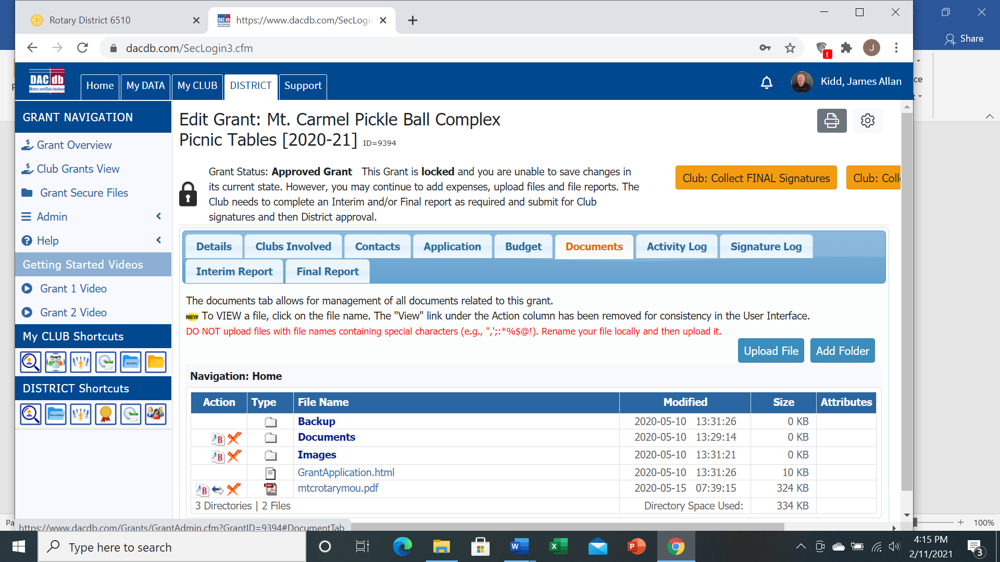 Rotary District 6510
https://www.dacdb.com/SecLogin
dacdb.com/SecLogin3.cfm
J
Share
DACdb
District and Club database
Home
My DATA
My CLUB
DISTRICT
Support
Kidd, James Allan
GRANT NAVIGATION
Grant Overview
Club Grants View
Grant Secure Files
Admin
Help
Getting Started Videos
Grant 1 Video
Grant 2 Video
My CLUB Shortcuts
DISTRICT Shortcuts
Edit Grant: Mt. Carmel Pickle Ball Complex
Picnic Tables [2020-21] ID=9394
Grant Status: Approved Grant This Grant is locked and you are unable to save changes in
its current state. However, you may continue to add expenses, upload files and file reports. The
Club needs to complete an Interim and/or Final report as required and submit for Club
signatures and then District approval.
Club: Collect FINAL Signatures
Club: Coll
Details
Clubs Involved
Contacts
Application
Budget
Documents
Activity Log
Signature Log
Interim Report
Final Report
The documents tab allows for management of all documents related to this grant.
NEW To VIEW a file, click on the file name. The "View" link under the Action column has been removed for consistency in the User Interface.
DO NOT upload files with file names containing special characters (e.g., ",';:*%$@!). Rename your file locally and then upload it.
Upload File
Add Folder
Navigation: Home
Action Type File Name Modified Size Attributes
Backup 2020-05-10 13:31:26 0 KB
Documents 2020-05-10 13:29:14 0 KB
Images 2020-05-10 13:31:21 0 KB
GrantApplication.html 2020-05-10 13:31:26 10 KB
mtcrotarymou.pdf 2020-05-15 07:39:15 324 KB
3 Directories | 2 Files Directory Space Used: 334 KB
https://www.dacdb.com/Grants/GrantAdmin.cfm?GrantID=9394#DocumentTab
100%
Type here to search
4:15 PM
2/11/2021
3